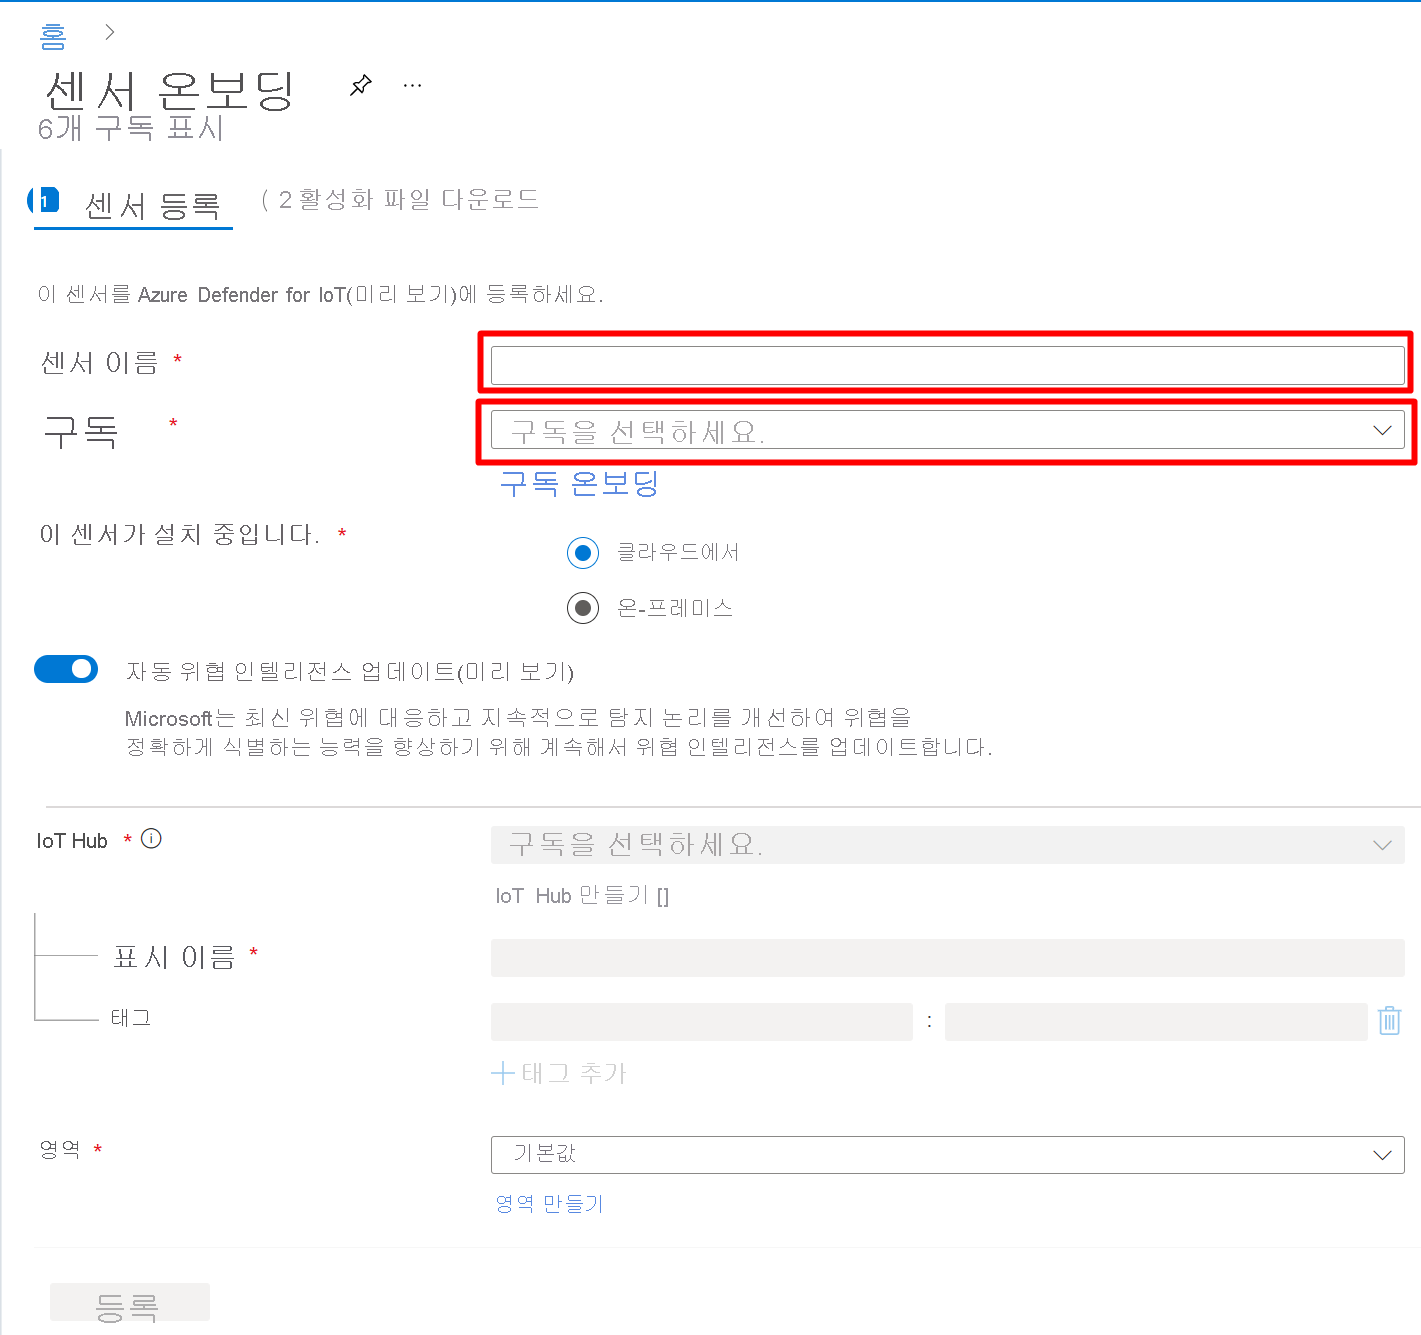 홈
센서 온보딩 ...
6개 구독 표시
1 센서 등록 ( 2 활성화 파일 다운로드
이 센서를 Azure Defender for IoT(미리 보기)에 등록하세요.
센서 이름 *
구독 * 구독을 선택하세요.
구독 온보딩
이 센서가 설치 중입니다. *
클라우드에서
온-프레미스
자동 위협 인텔리전스 업데이트(미리 보기)
Microsoft는 최신 위협에 대응하고 지속적으로 탐지 논리를 개선하여 위협을
정확하게 식별하는 능력을 향상하기 위해 계속해서 위협 인텔리전스를 업데이트합니다.
IoT Hub * 구독을 선택하세요.
IoT Hub 만들기 []
표시 이름 *
태그 :
태그 추가
영역 * 기본값
영역 만들기
등록